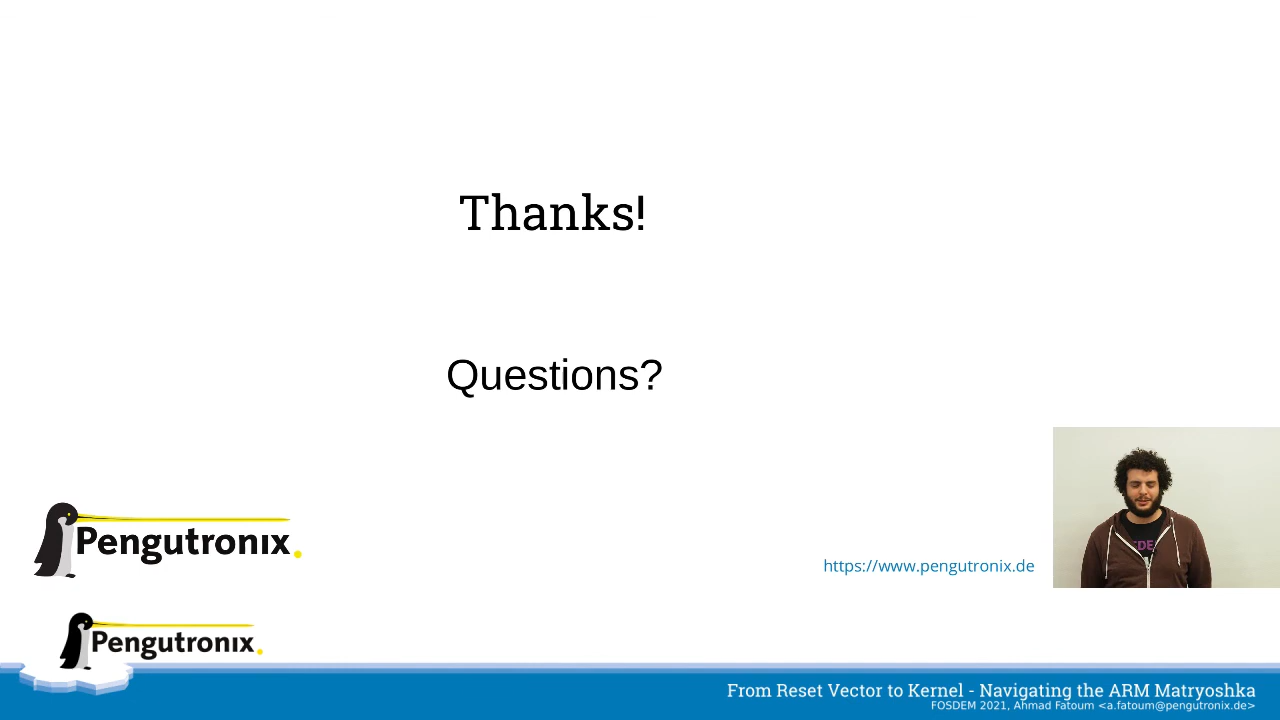 Thanks!
Questions?
Pengutronix.
https://www.pengutronix.de
Pengutronix.
From Reset Vector to Kernel - Navigating the ARM Matryoshka
FOSDEM 2021, Ahmad Fatoum <a.fatoum@pengutronix.de>